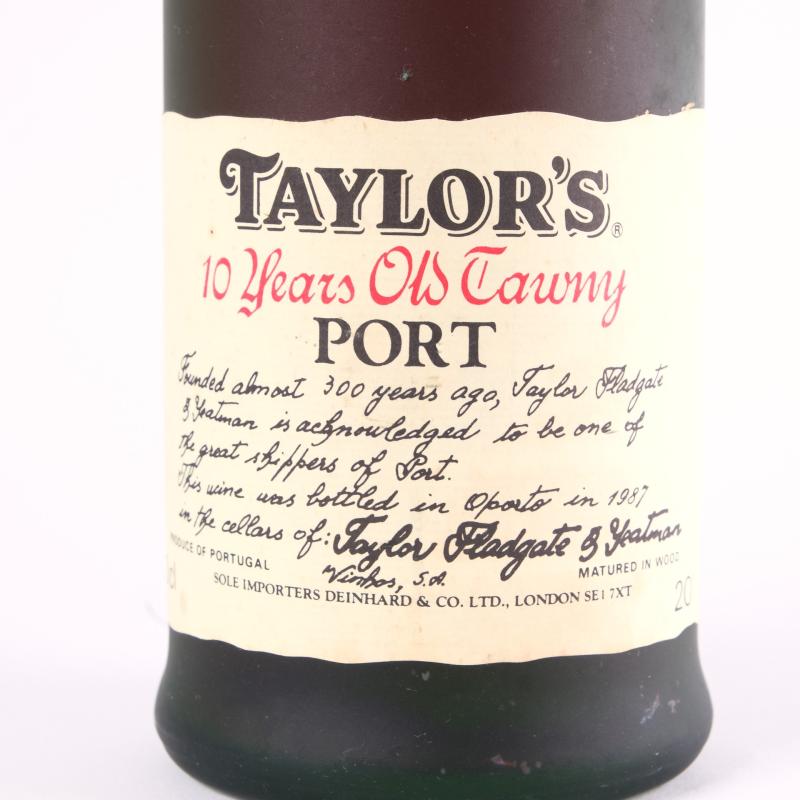 TAYLOR'S®
10 Years Old Tawny
PORT
Founded almost 300 years ago, Taylor Fladgate
& Yeatman is acknowledged to be one of
the great shippers of Port.
This wine was bottled in Oporto in 1987
in the cellars of: Taylor Fladgate & Yeatman
Vinhos, S.A.
PRODUCE OF PORTUGAL
MATURED IN WOOD
cl
SOLE IMPORTERS DEINHARD & CO. LTD., LONDON SE1 7XT
20